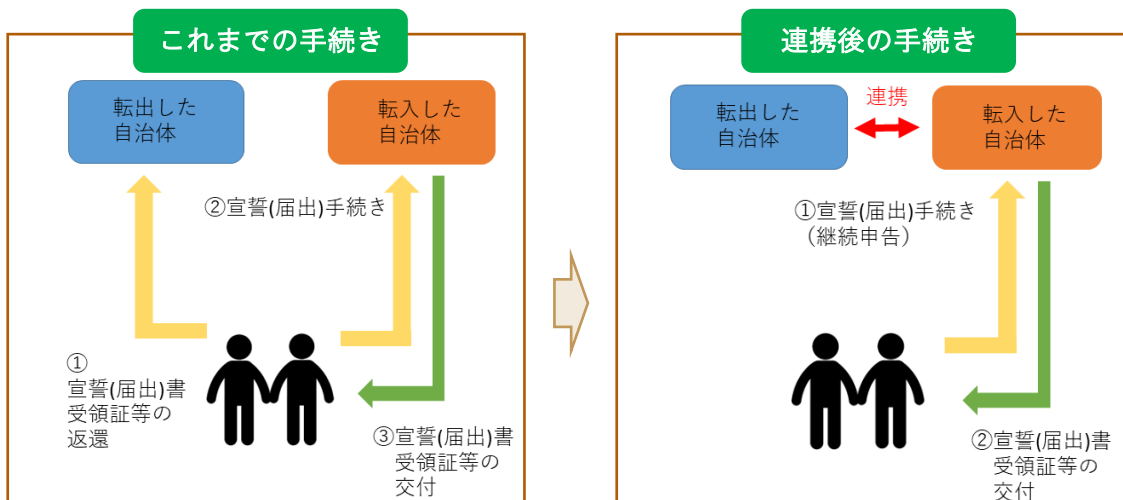 これまでの手続き
転出した
自治体
転入した
自治体
②宣誓(届出)手続き
①
宣誓(届出)書
受領証等の
返還
③宣誓(届出)書
受領証等の
交付
連携後の手続き
転出した
自治体
連携
転入した
自治体
①宣誓(届出)手続き
（継続申告）
②宣誓(届出)書
受領証等の
交付